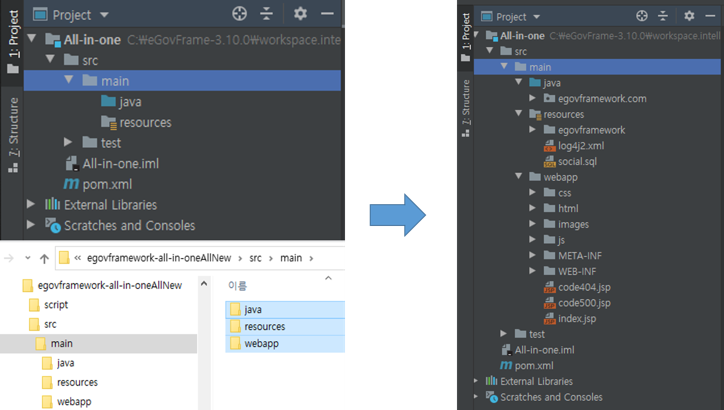 Project
1: Project
7: Structure
All-in-one C:₩eGovFrame-3.10.0₩workspace.inte
src
main
java
resources
test
All-in-one.iml
pom.xml
External Libraries
Scratches and Consoles
« egovframework-all-in-oneAllNew > src > main >
egovframework-all-in-oneAllNew
script
src
main
java
resources
webapp
이름
java
resources
webapp
Project
1: Project
7: Structure
All-in-one C:₩eGovFrame-3.10.0₩workspace.intell
src
main
java
egovframework.com
resources
egovframework
log4j2.xml
social.sql
webapp
css
html
images
js
META-INF
WEB-INF
code404.jsp
code500.jsp
index.jsp
test
All-in-one.iml
pom.xml
External Libraries
Scratches and Consoles